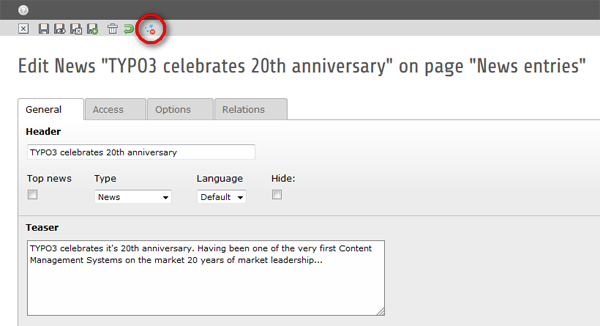 Edit News "TYPO3 celebrates 20th anniversary" on page "News entries"
General Access Options Relations
Header
TYPO3 celebrates 20th anniversary
Top news Type Language Hide:
News Default
Teaser
TYPO3 celebrates it's 20th anniversary. Having been one of the very first Content
Management Systems on the market 20 years of market leadership...